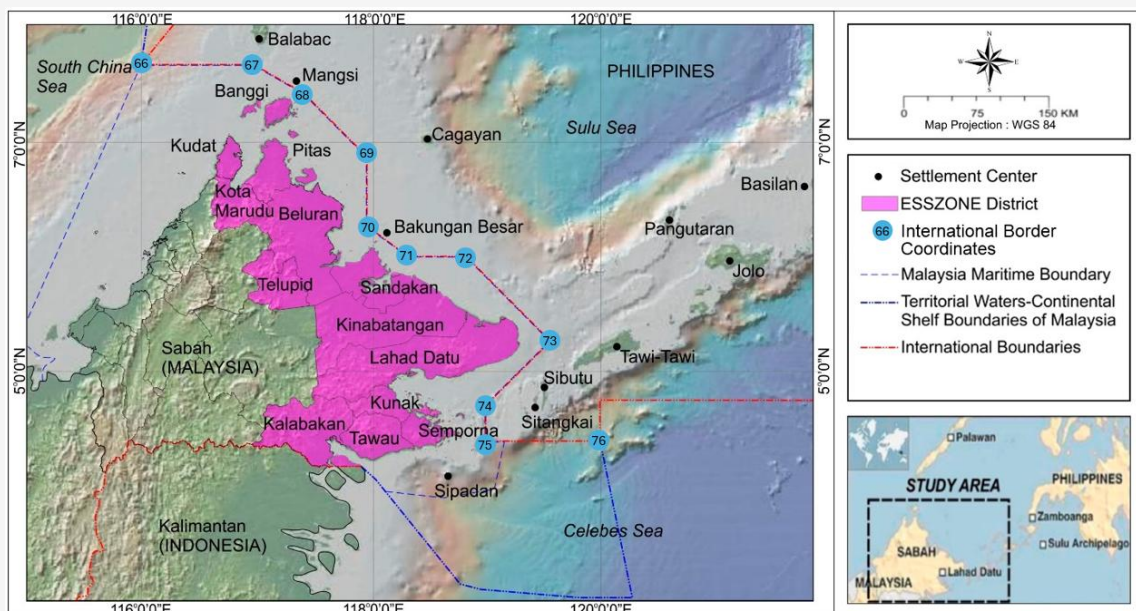 116°0'0"E
118°0'0"E
120°0'0"E
South China
Sea
66
67
Balabac
Mangsi
68
Banggi
PHILIPPINES
Sulu Sea
Cagayan
7°0'0"N
7°0'0"N
Kudat
Pitas
69
Basilan
Kota
Marudu
Beluran
70
Bakungan Besar
Pangutaran
71
72
Jolo
Telupid
Sandakan
Kinabatangan
73
Tawi-Tawi
Sabah
(MALAYSIA)
Lahad Datu
5°0'0"N
5°0'0"N
Sibutu
Kunak
74
Sitangkai
Kalabakan
Semporna
Tawau
75
76
Sipadan
Kalimantan
(INDONESIA)
Celebes Sea
116°0'0"E
118°0'0"E
120°0'0"E
N
W
E
S
0
75
150 KM
Map Projection : WGS 84
Settlement Center
ESSZONE District
66
International Border
Coordinates
Malaysia Maritime Boundary
Territorial Waters-Continental
Shelf Boundaries of Malaysia
International Boundaries
Palawan
STUDY AREA
PHILIPPINES
Zamboanga
Sulu Archipelago
SABAH
Lahad Datu
MALAYSIA